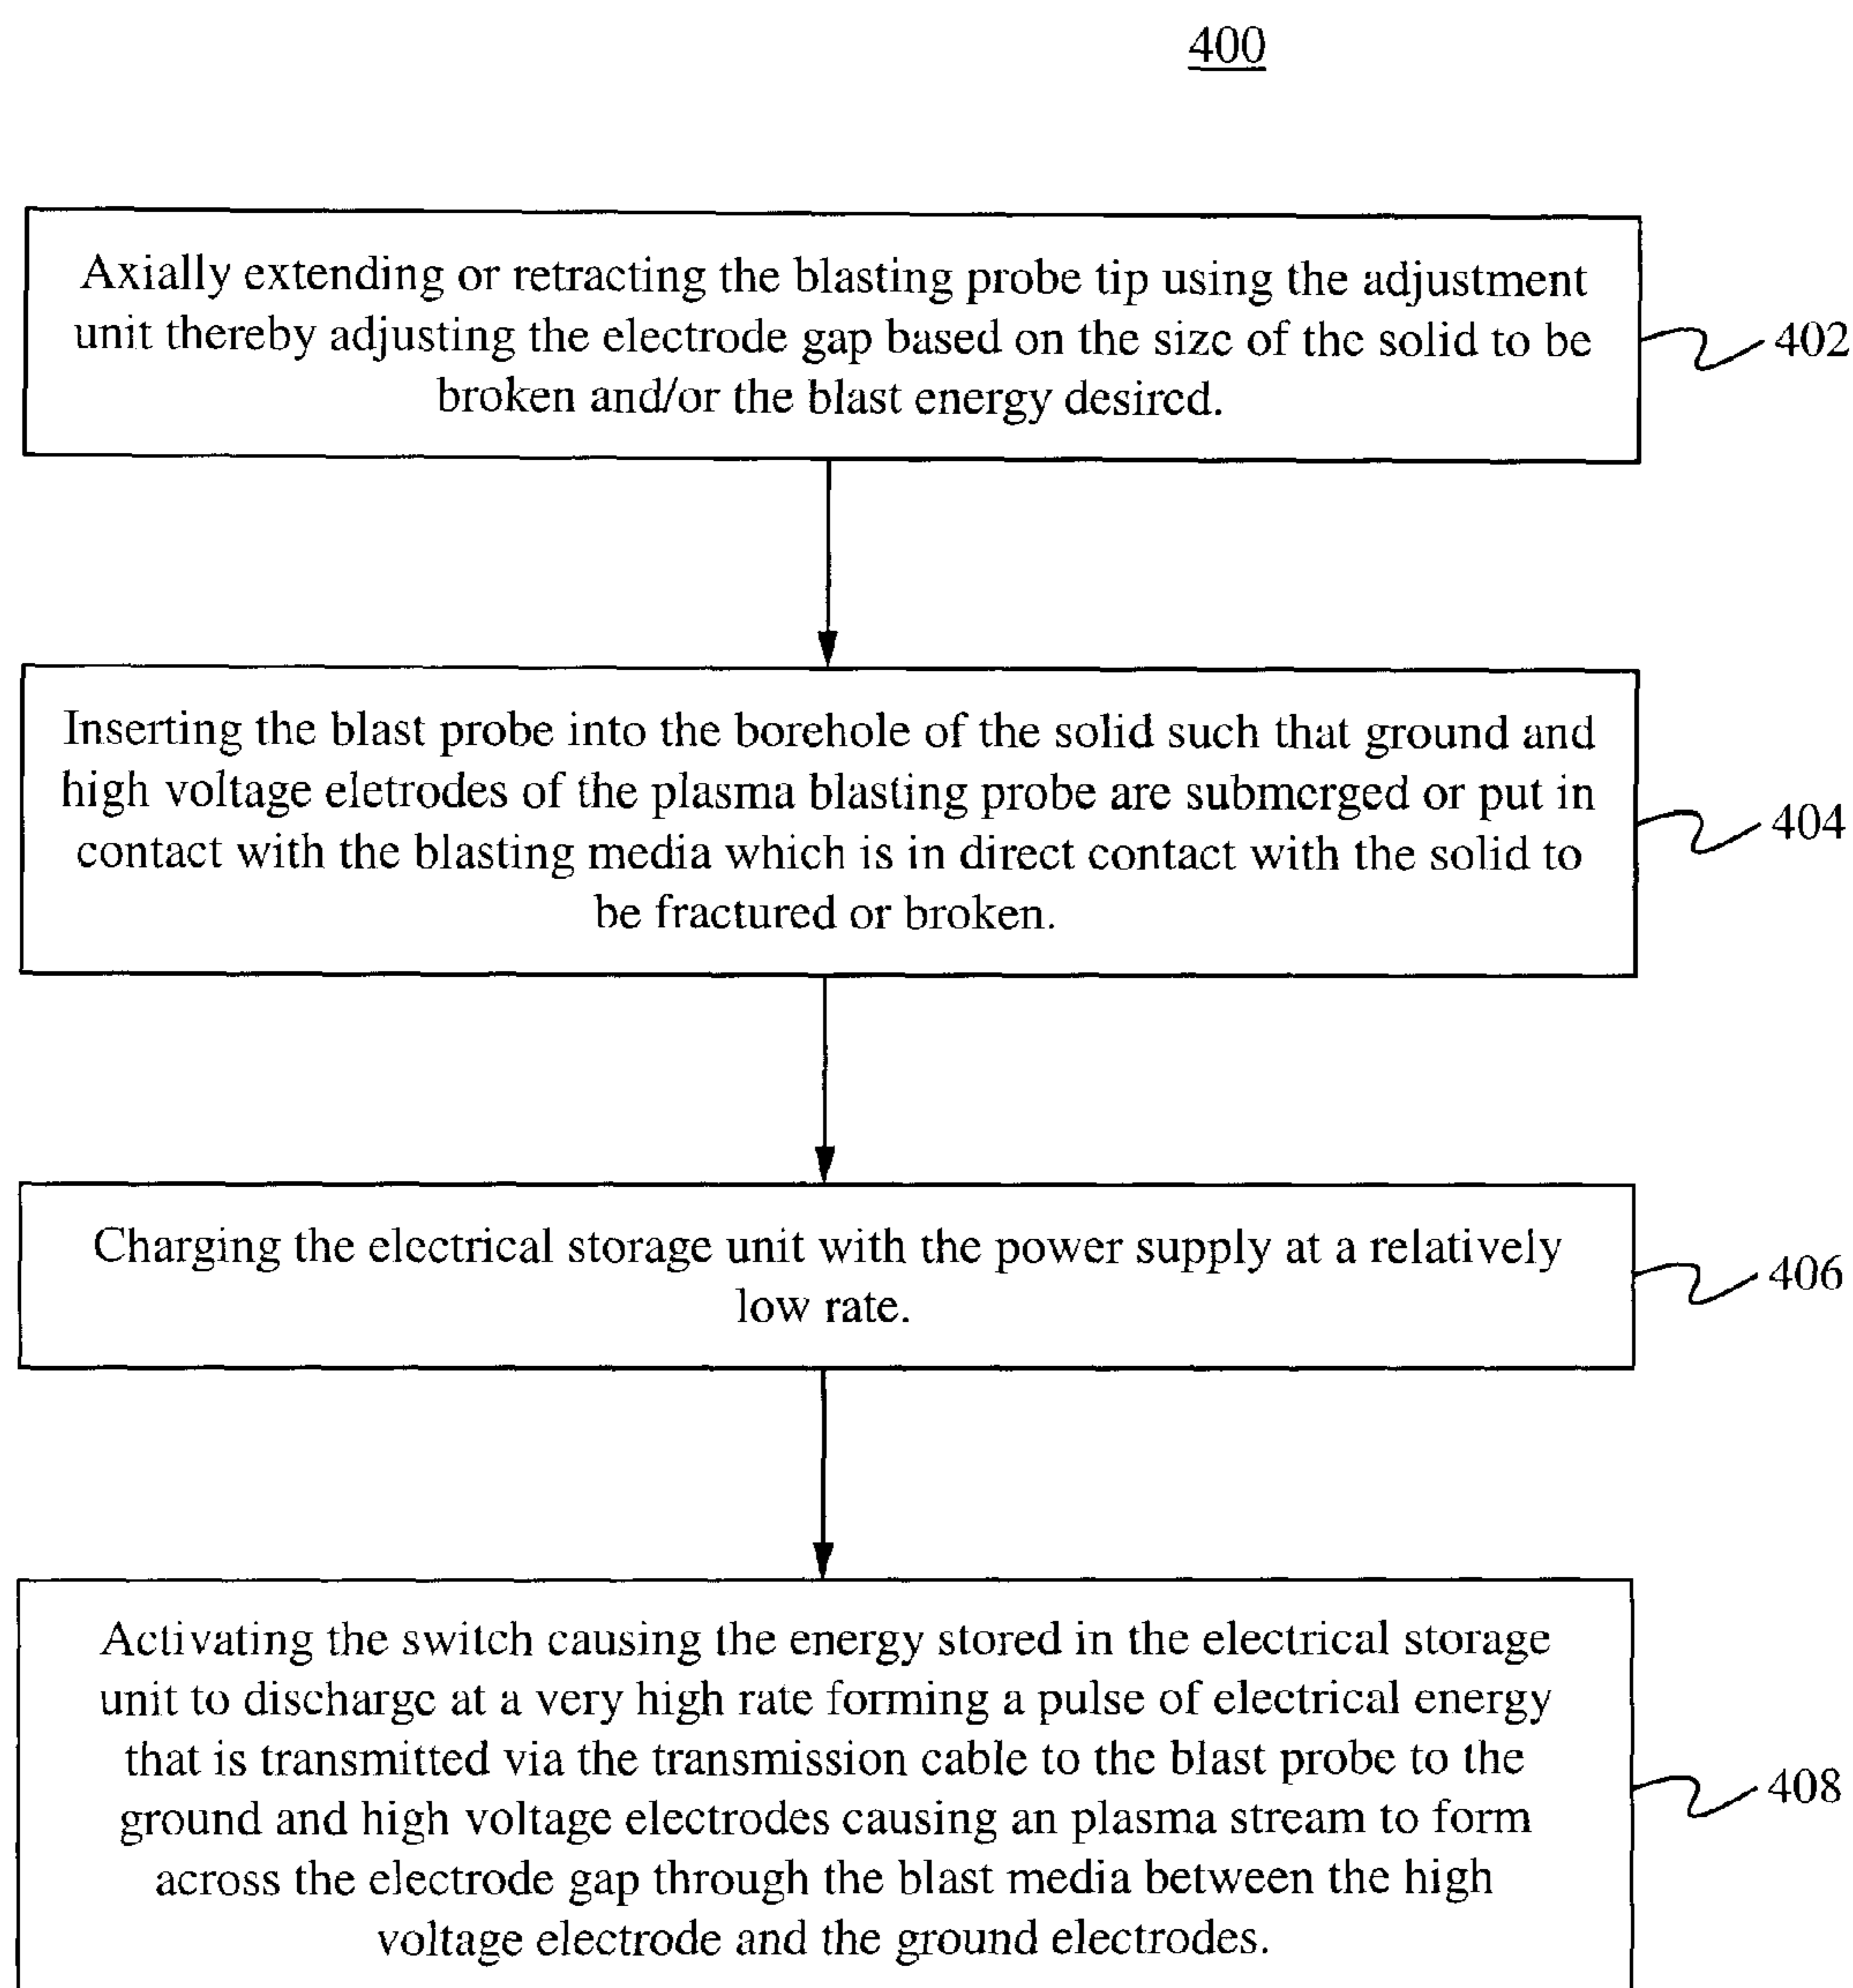 400
Axially extending or retracting the blasting probe tip using the adjustment
unit thereby adjusting the electrode gap based on the size of the solid to be
broken and/or the blast energy desired.
402
Inserting the blast probe into the borehole of the solid such that ground and
high voltage eletrodes of the plasma blasting probe are submerged or put in
contact with the blasting media which is in direct contact with the solid to
be fractured or broken.
404
Charging the electrical storage unit with the power supply at a relatively
low rate.
406
Activating the switch causing the energy stored in the electrical storage
unit to discharge at a very high rate forming a pulse of electrical energy
that is transmitted via the transmission cable to the blast probe to the
ground and high voltage electrodes causing an plasma stream to form
across the electrode gap through the blast media between the high
voltage electrode and the ground electrodes.
408